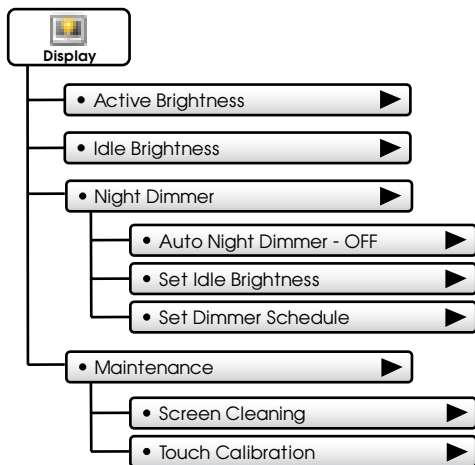 Display
• Active Brightness
• Idle Brightness
• Night Dimmer
• Auto Night Dimmer - OFF
• Set Idle Brightness
• Set Dimmer Schedule
• Maintenance
• Screen Cleaning
• Touch Calibration